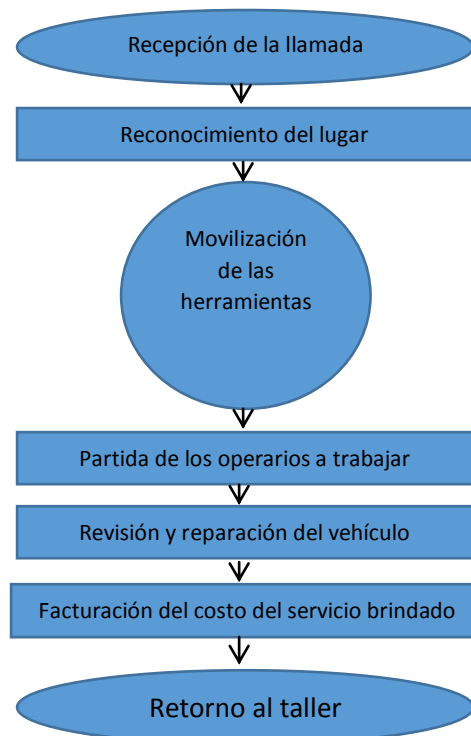 Recepción de la llamada
Reconocimiento del lugar
Movilización
de las
herramientas
Partida de los operarios a trabajar
Revisión y reparación del vehículo
Facturación del costo del servicio brindado
Retorno al taller